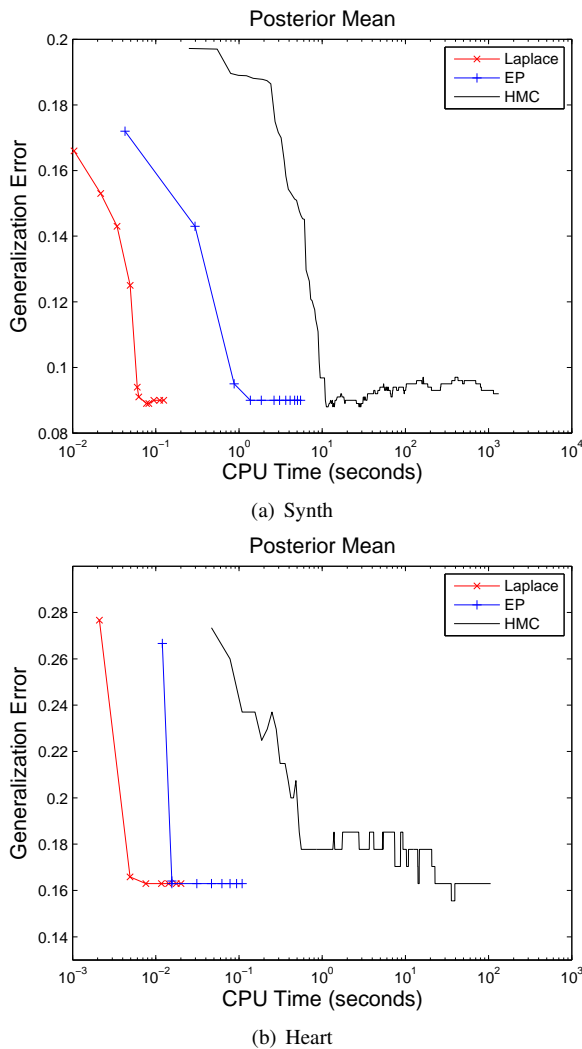 Posterior Mean
0.2
0.18
0.16
0.14
0.12
0.1
0.08
Generalization Error
Laplace
EP
HMC
10^-2
10^-1
10^0
10^1
10^2
10^3
10^4
CPU Time (seconds)
(a) Synth
Posterior Mean
0.28
0.26
0.24
0.22
0.2
0.18
0.16
0.14
Generalization Error
Laplace
EP
HMC
10^-3
10^-2
10^-1
10^0
10^1
10^2
10^3
CPU Time (seconds)
(b) Heart